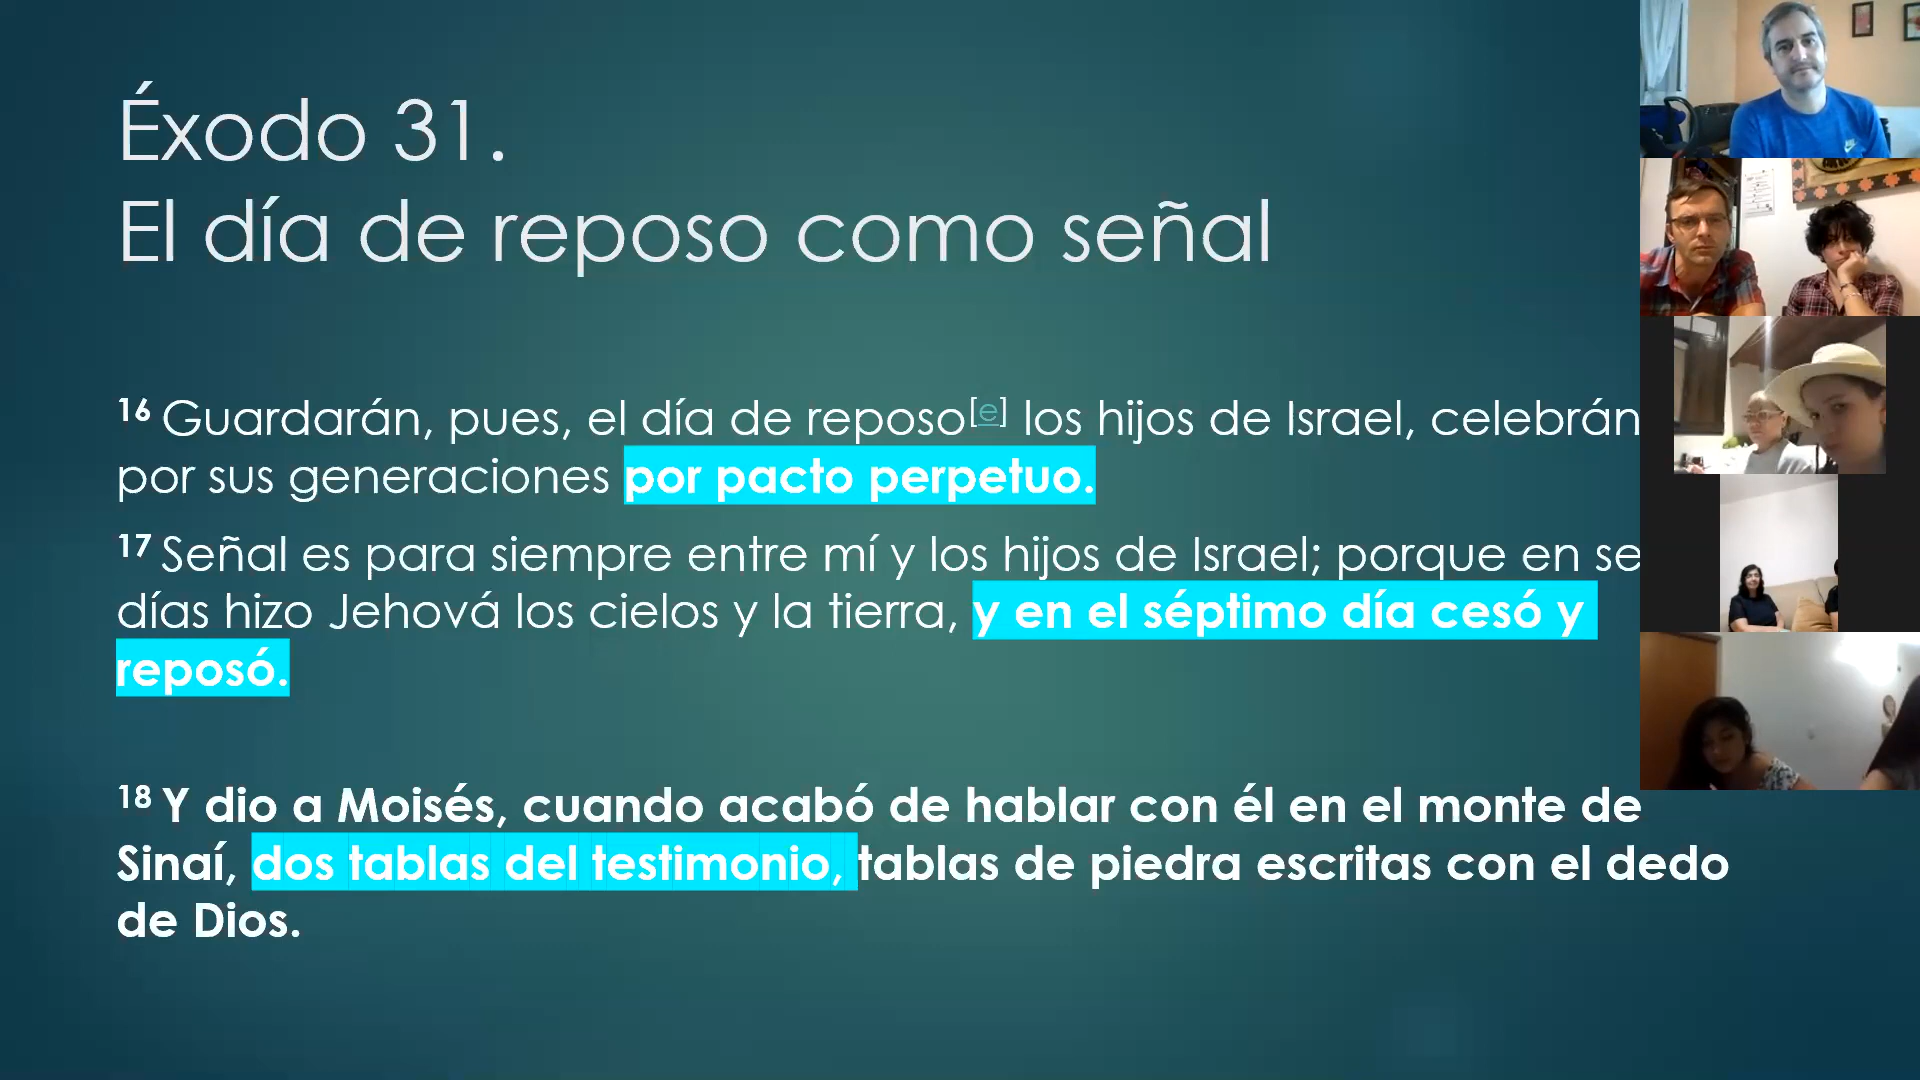 Éxodo 31.
El día de reposo como señal
16 Guardarán, pues, el día de reposo[e] los hijos de Israel, celebrán
por sus generaciones por pacto perpetuo.
17 Señal es para siempre entre mí y los hijos de Israel; porque en se
días hizo Jehová los cielos y la tierra, y en el séptimo día cesó y
reposó.
18 Y dio a Moisés, cuando acabó de hablar con él en el monte de
Sinaí, dos tablas del testimonio, tablas de piedra escritas con el dedo
de Dios.